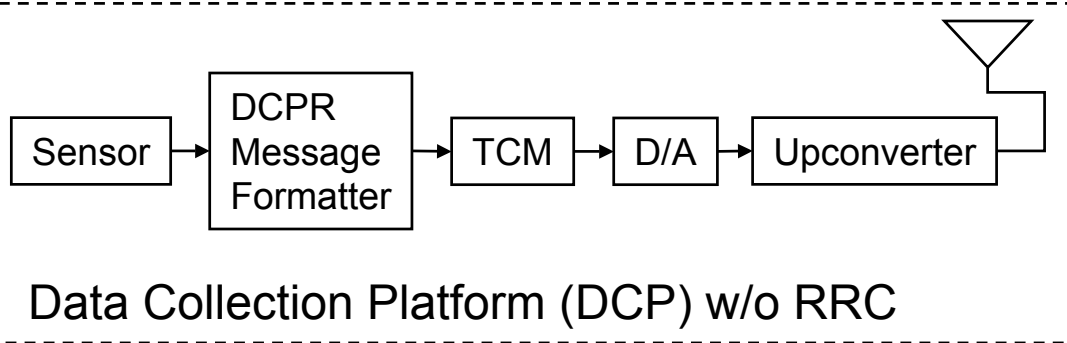 Sensor
DCPR
Message
Formatter
TCM
D/A
Upconverter
Data Collection Platform (DCP) w/o RRC